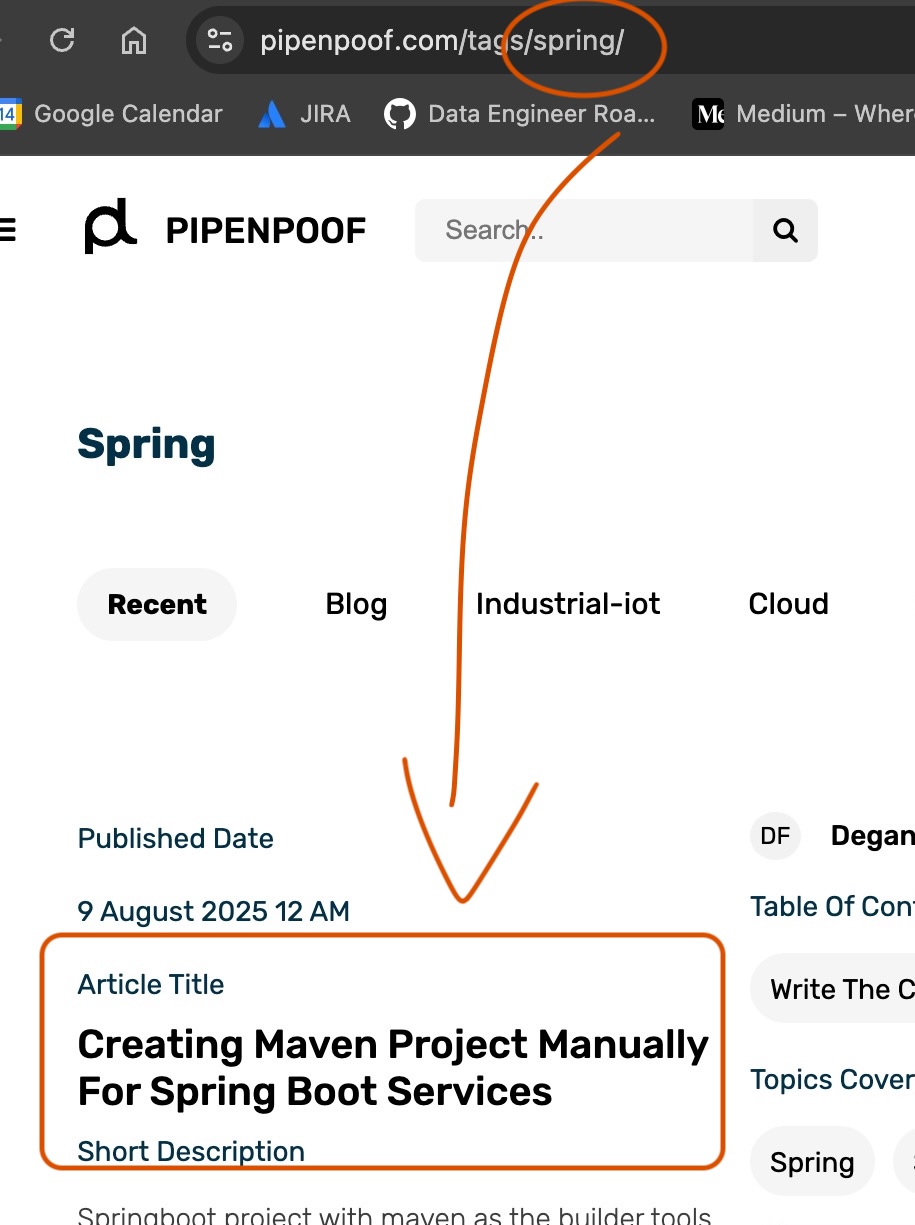 pipenpoof.com/tags/spring/
14 Google Calendar JIRA Data Engineer Roa... Medium – Where
PIPENPOOF Search..
Spring
Recent Blog Industrial-iot Cloud
Published Date
DF Degan
9 August 2025 12 AM
Table Of Con
Article Title
Write The C
Creating Maven Project Manually
For Spring Boot Services
Topics Cover
Short Description
Spring
Springboot project with maven as the builder tools